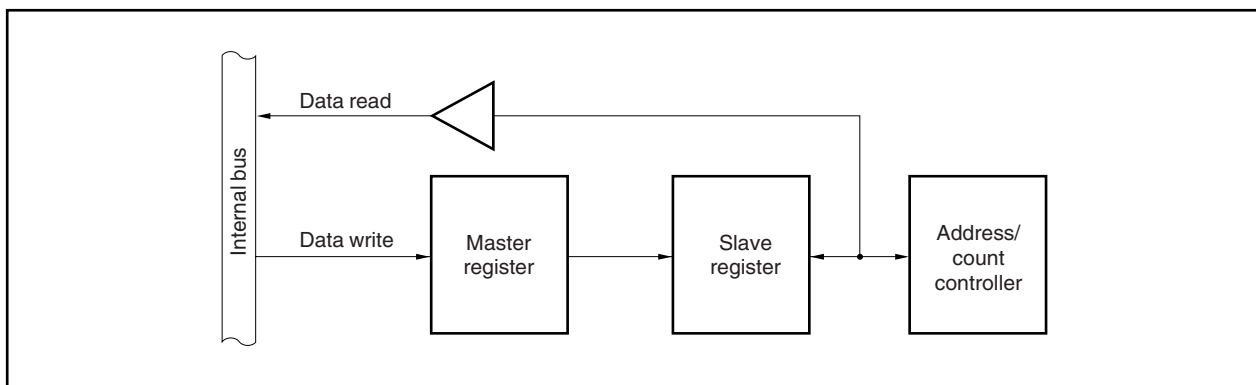 Internal bus
Data read
Data write
Master
register
Slave
register
Address/
count
controller